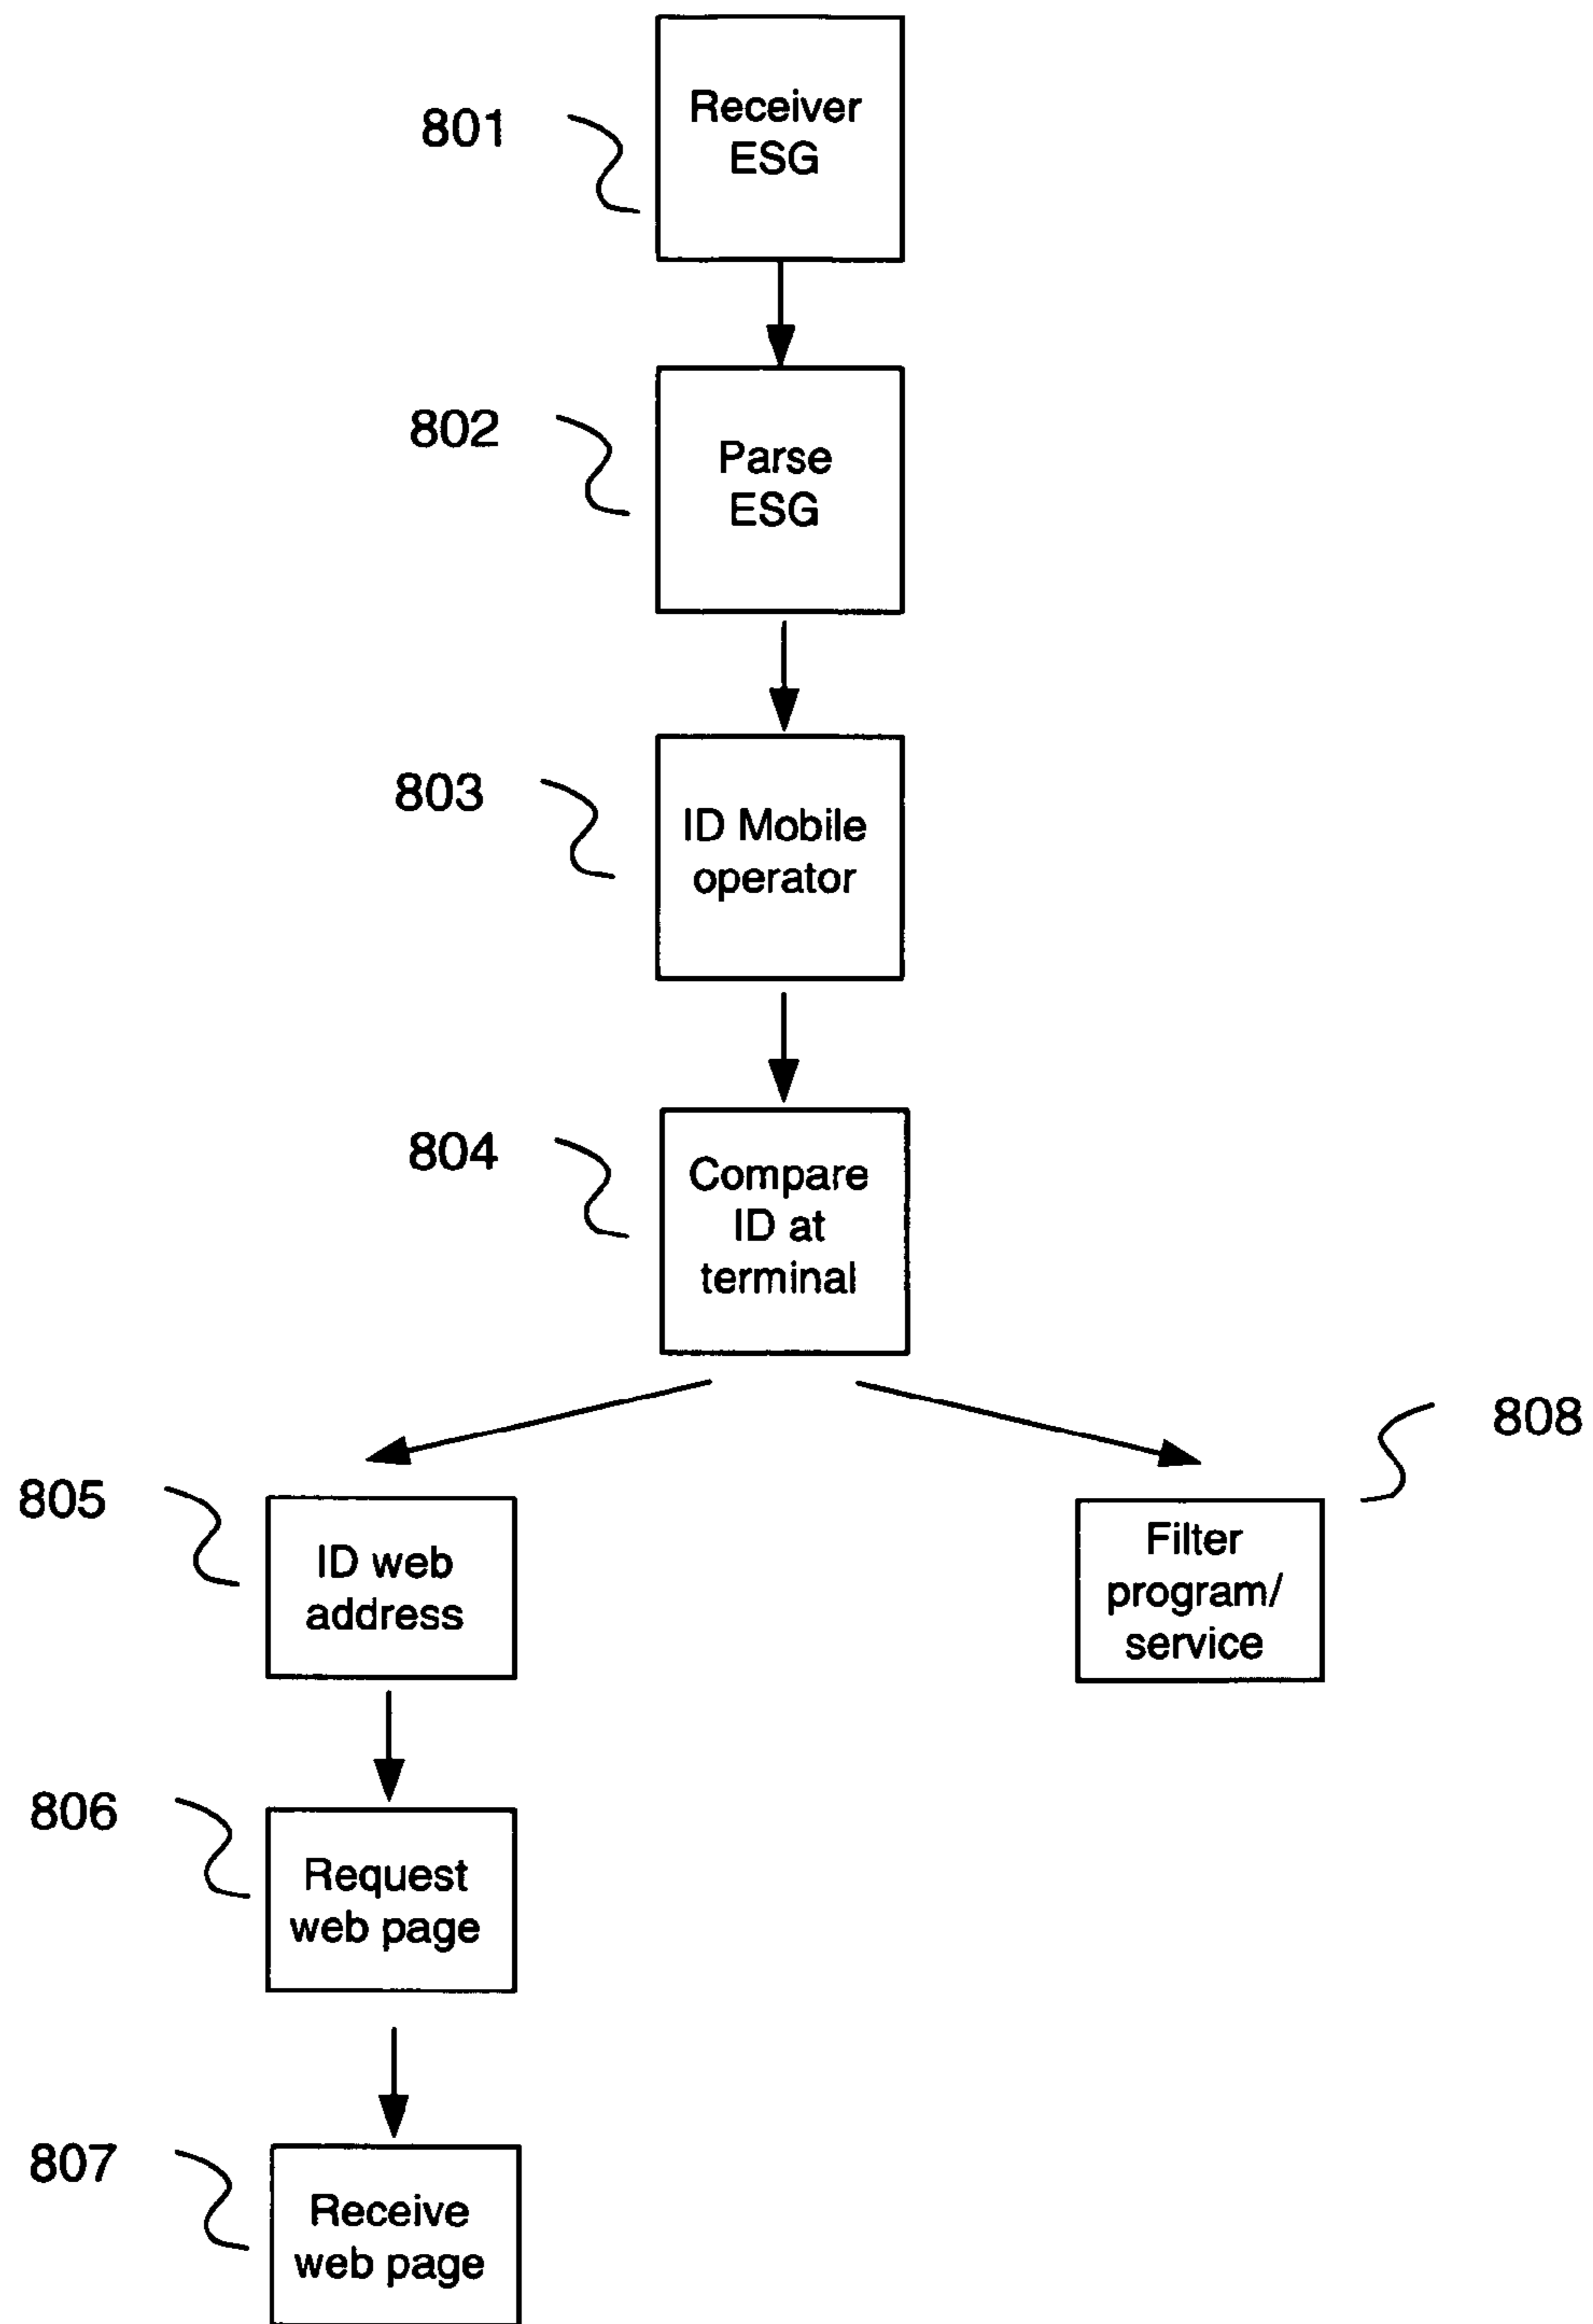 801
Receiver
ESG
802
Parse
ESG
803
ID Mobile
operator
804
Compare
ID at
terminal
805
ID web
address
808
Filter
program/
service
806
Request
web page
807
Receive
web page